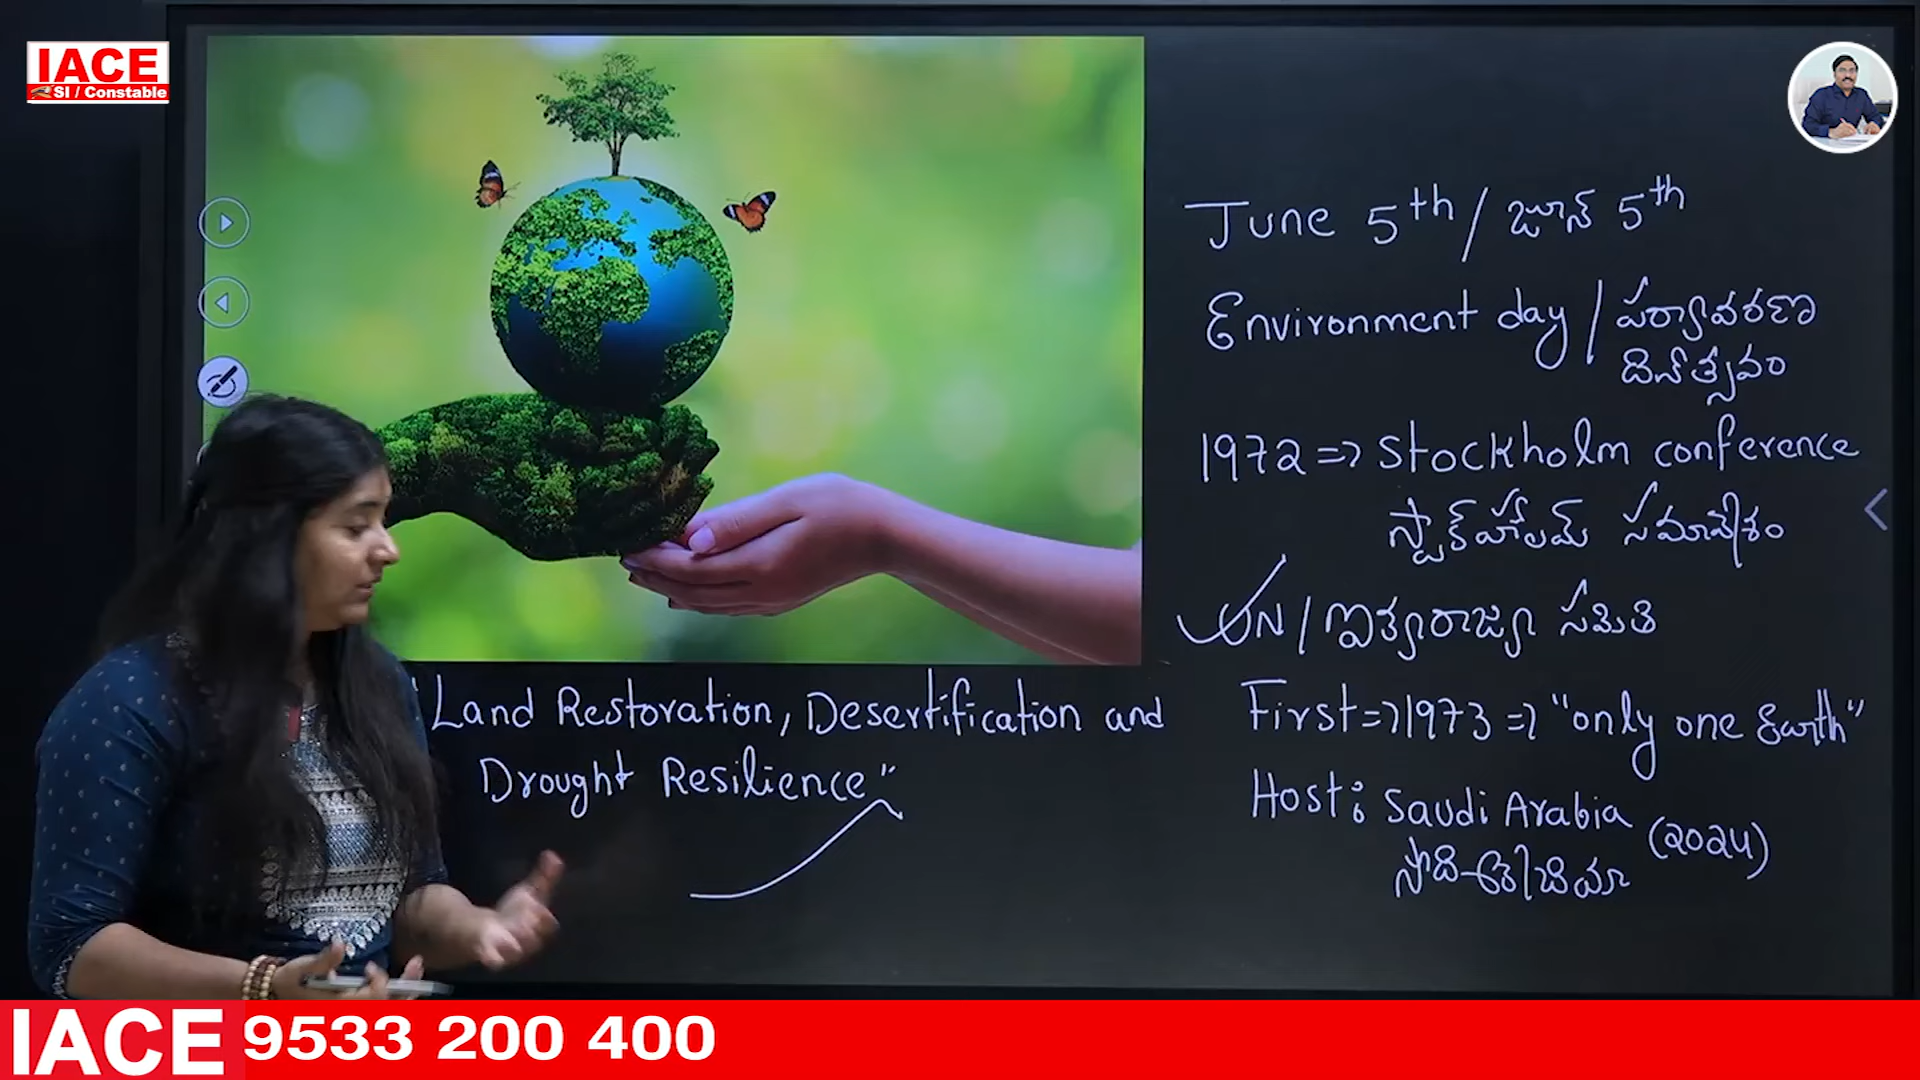 IACE
SI / Constable
June 5th / జూన్ 5th
Environment day / పర్యావరణ
దినోత్సవం
1972 => Stockholm conference
స్టాక్‌హోలమ్ సమావేశం
UN / ఐక్యరాజ్య సమితి
First => 1973 => "only one Earth"
Host: Saudi Arabia (2024)
సౌదీ అరేబియా
Land Restoration, Desertification and
Drought Resilience"
IACE 9533 200 400